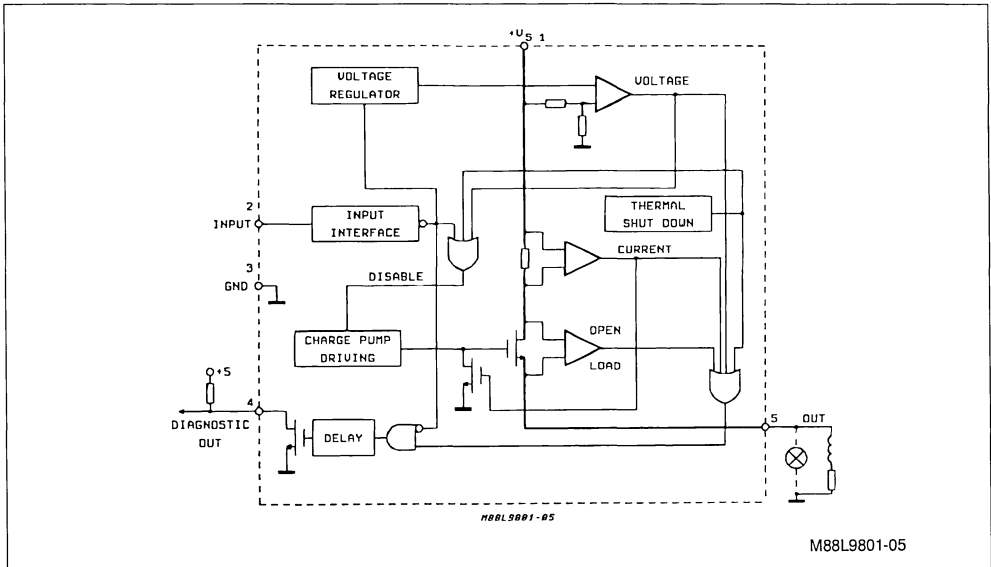 +U S 1
VOLTAGE
REGULATOR
VOLTAGE
2
INPUT
INPUT
INTERFACE
THERMAL
SHUT DOWN
CURRENT
3
GND
DISABLE
CHARGE PUMP
DRIVING
OPEN
LOAD
+5
4
DIAGNOSTIC
OUT
DELAY
5 OUT
M88L9801-05
M88L9801-05